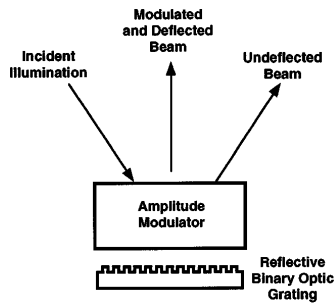 Modulated
and Deflected
Beam
Incident
Illumination
Undeflected
Beam
Amplitude
Modulator
Reflective
Binary Optic
Grating